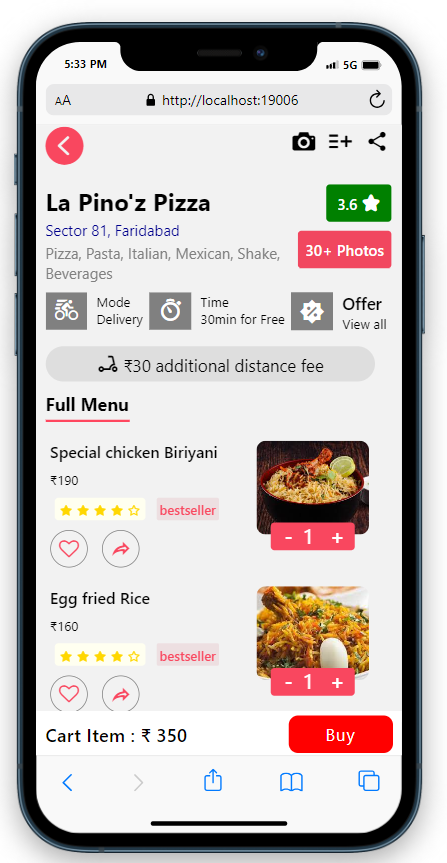 5:33 PM 5G
AA http://localhost:19006
La Pino'z Pizza
3.6
Sector 81, Faridabad
30+ Photos
Pizza, Pasta, Italian, Mexican, Shake,
Beverages
Mode
Delivery
Time
30min for Free
Offer
View all
₹30 additional distance fee
Full Menu
Special chicken Biriyani
₹190
bestseller
- 1 +
Egg fried Rice
₹160
bestseller
- 1 +
Cart Item : ₹ 350
Buy